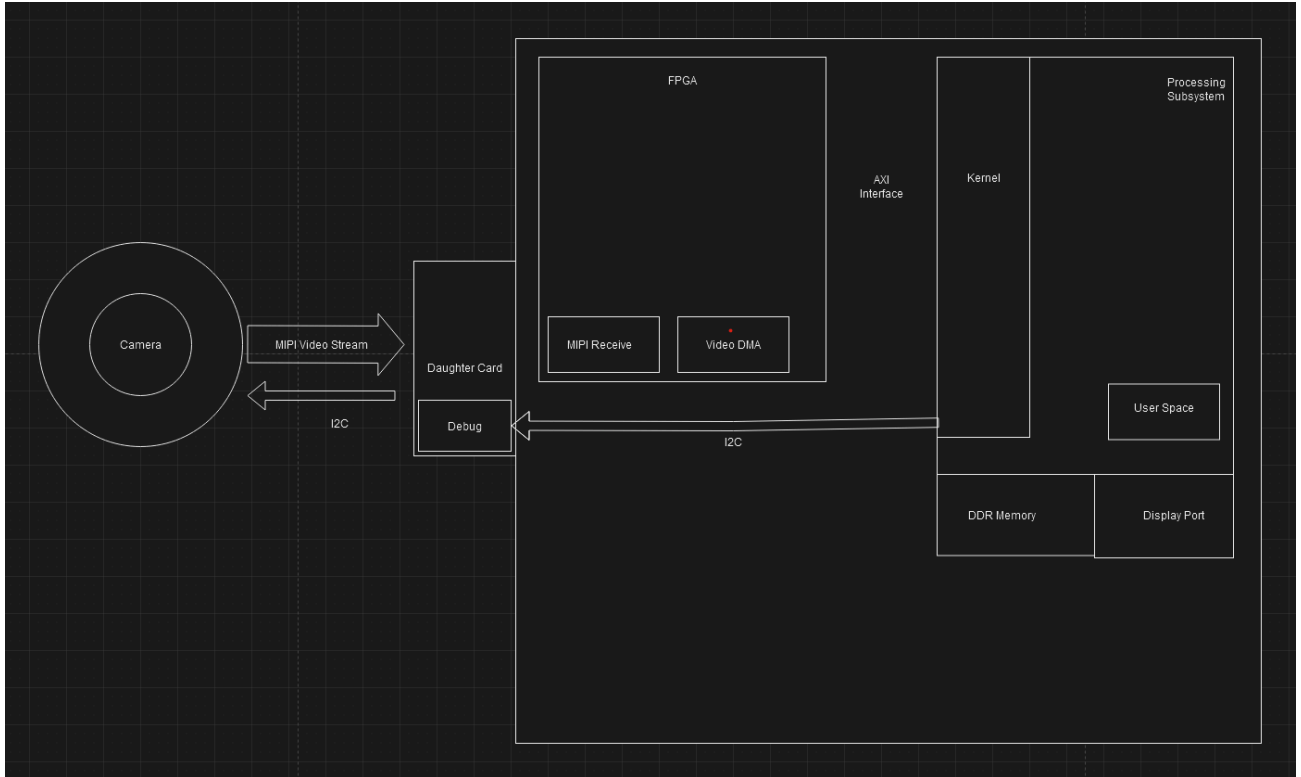 FPGA
Processing
Subsystem
AXI
Interface
Kernel
Camera
MIPI Video Stream
I2C
Daughter Card
Debug
MIPI Receive
Video DMA
I2C
User Space
DDR Memory
Display Port